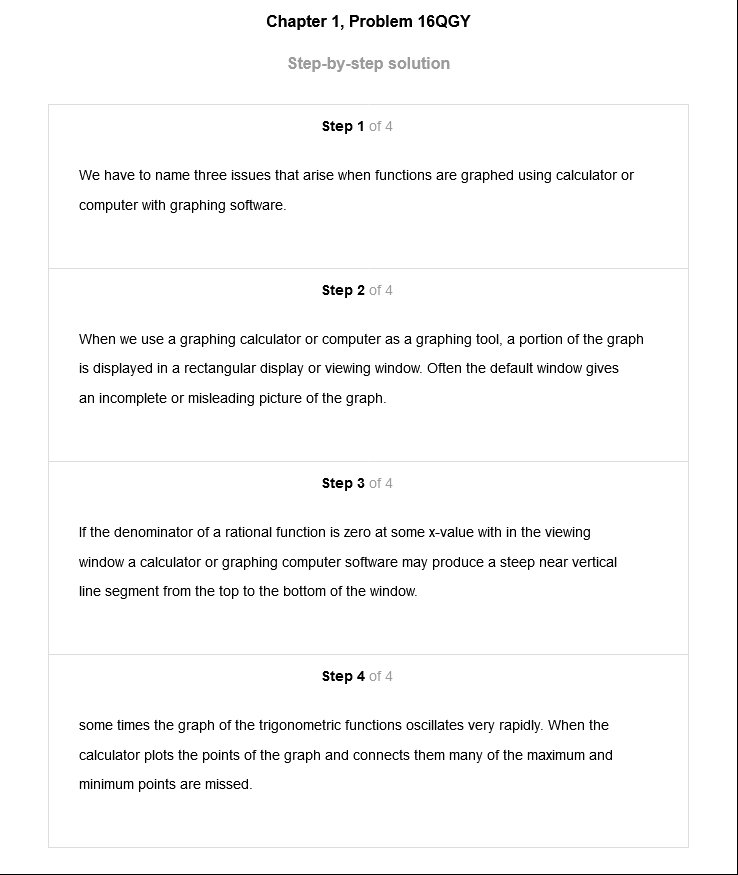 Chapter 1, Problem 16QGY
Step-by-step solution
Step 1 of 4
We have to name three issues that arise when functions are graphed using calculator or
computer with graphing software.
Step 2 of 4
When we use a graphing calculator or computer as a graphing tool, a portion of the graph
is displayed in a rectangular display or viewing window. Often the default window gives
an incomplete or misleading picture of the graph.
Step 3 of 4
If the denominator of a rational function is zero at some x-value with in the viewing
window a calculator or graphing computer software may produce a steep near vertical
line segment from the top to the bottom of the window.
Step 4 of 4
some times the graph of the trigonometric functions oscillates very rapidly. When the
calculator plots the points of the graph and connects them many of the maximum and
minimum points are missed.